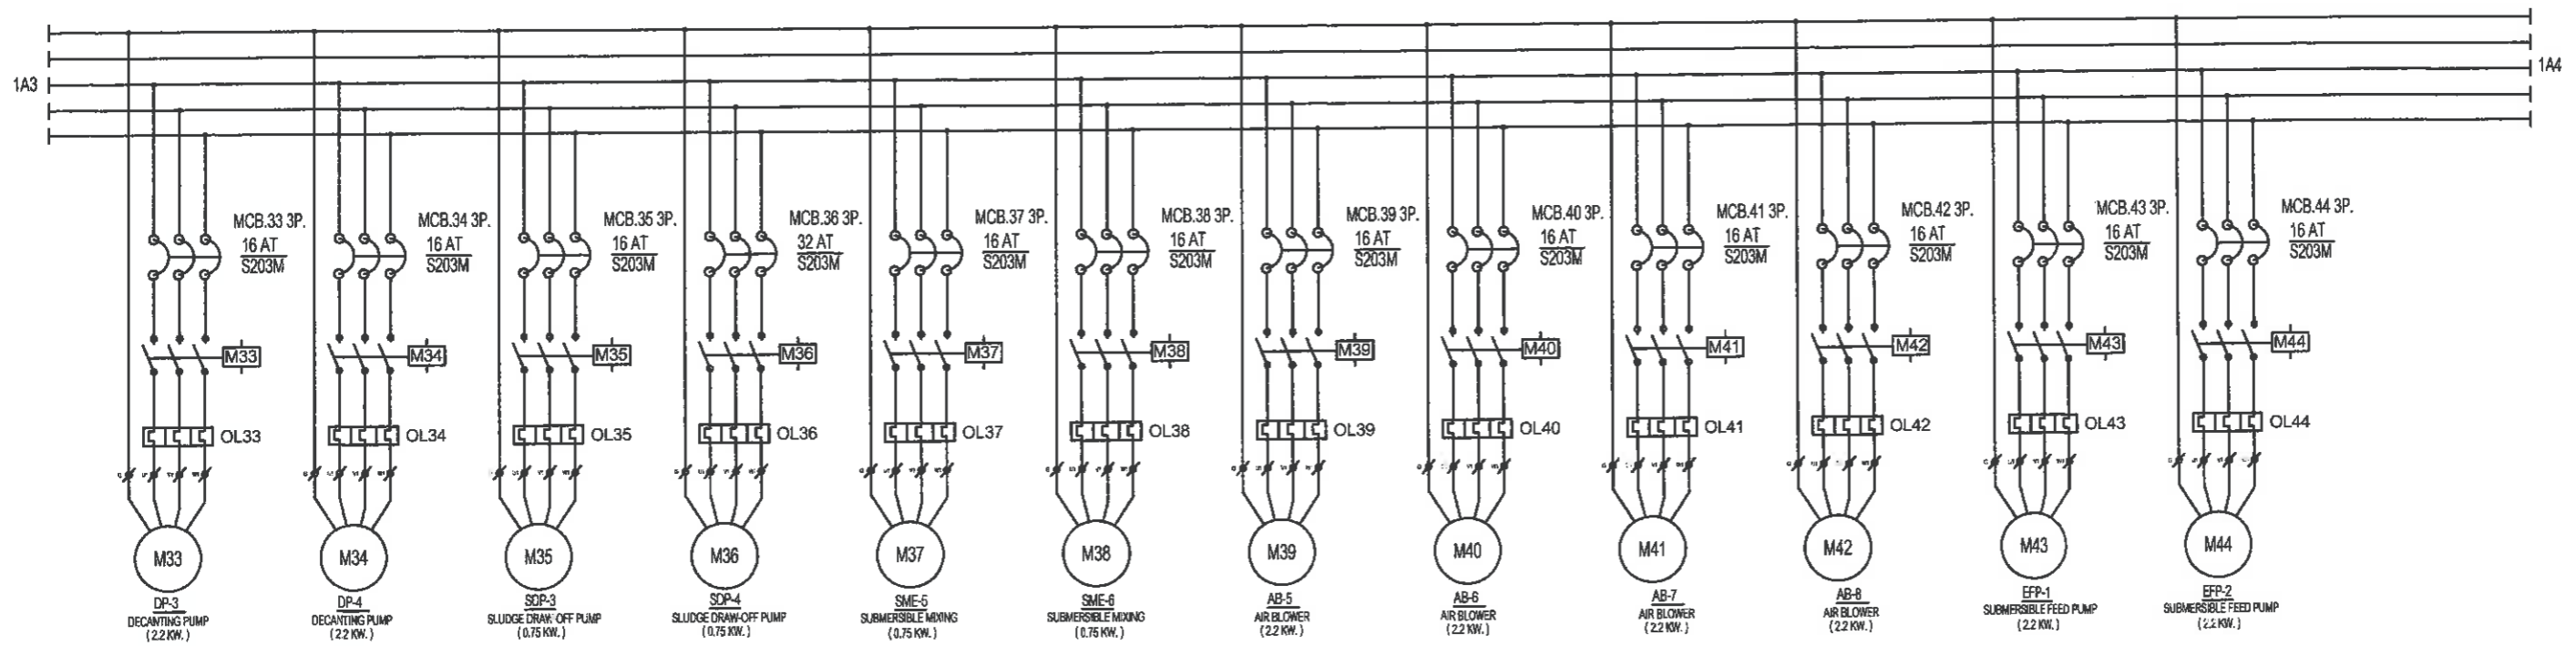 1A3
1A4
MCB.33 3P.
16 AT
S203M
MCB.34 3P.
16 AT
S203M
MCB.35 3P.
16 AT
S203M
MCB.36 3P.
32 AT
S203M
MCB.37 3P.
16 AT
S203M
MCB.38 3P.
16 AT
S203M
MCB.39 3P.
16 AT
S203M
MCB.40 3P.
16 AT
S203M
MCB.41 3P.
16 AT
S203M
MCB.42 3P.
16 AT
S203M
MCB.43 3P.
16 AT
S203M
MCB.44 3P.
16 AT
S203M
M33
M34
M35
M36
M37
M38
M39
M40
M41
M42
M43
M44
OL33
OL34
OL35
OL36
OL37
OL38
OL39
OL40
OL41
OL42
OL43
OL44
M33
DP-3
DECANTING PUMP
(2.2 KW.)
M34
DP-4
DECANTING PUMP
(2.2 KW.)
M35
SDP-3
SLUDGE DRAW-OFF PUMP
(0.75 KW.)
M36
SDP-4
SLUDGE DRAW-OFF PUMP
(0.75 KW.)
M37
SME-5
SUBMERSIBLE MIXING
(0.75 KW.)
M38
SME-6
SUBMERSIBLE MIXING
(0.75 KW.)
M39
AB-5
AIR BLOWER
(2.2 KW.)
M40
AB-6
AIR BLOWER
(2.2 KW.)
M41
AB-7
AIR BLOWER
(2.2 KW.)
M42
AB-8
AIR BLOWER
(2.2 KW.)
M43
EFP-1
SUBMERSIBLE FEED PUMP
(2.2 KW.)
M44
EFP-2
SUBMERSIBLE FEED PUMP
(2.2 KW.)